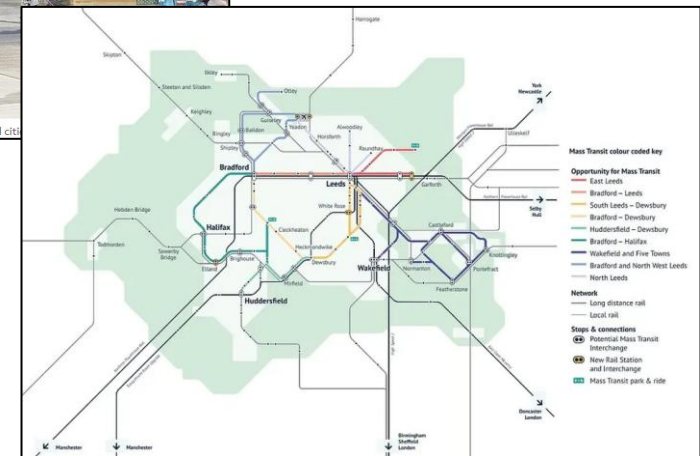 d citie
Harrogate
Skipton
Ilkley
Otley
Steeton and Silsden
Guiseley
Keighley
Baildon
Yeadon
Horsforth
Alwoodley
Bingley
Shipley
Roundhay
Bradford
Leeds
Garforth
York
Newcastle
Selby
Hull
White Rose
Hebden Bridge
Halifax
Cleckheaton
Castleford
Todmorden
Sowerby
Bridge
Heckmondwike
Knottingley
Elland
Brighouse
Dewsbury
Wakefield
Normanton
Pontefract
Mirfield
Featherstone
Huddersfield
Manchester
Manchester
Birmingham
Sheffield
London
Doncaster
London
Mass Transit colour coded key
Opportunity for Mass Transit
East Leeds
Bradford – Leeds
South Leeds – Dewsbury
Bradford – Dewsbury
Huddersfield – Dewsbury
Bradford – Halifax
Wakefield and Five Towns
Bradford and North West Leeds
North Leeds
Network
Long distance rail
Local rail
Stops & connections
Potential Mass Transit
Interchange
New Rail Station
and Interchange
Mass Transit park & ride